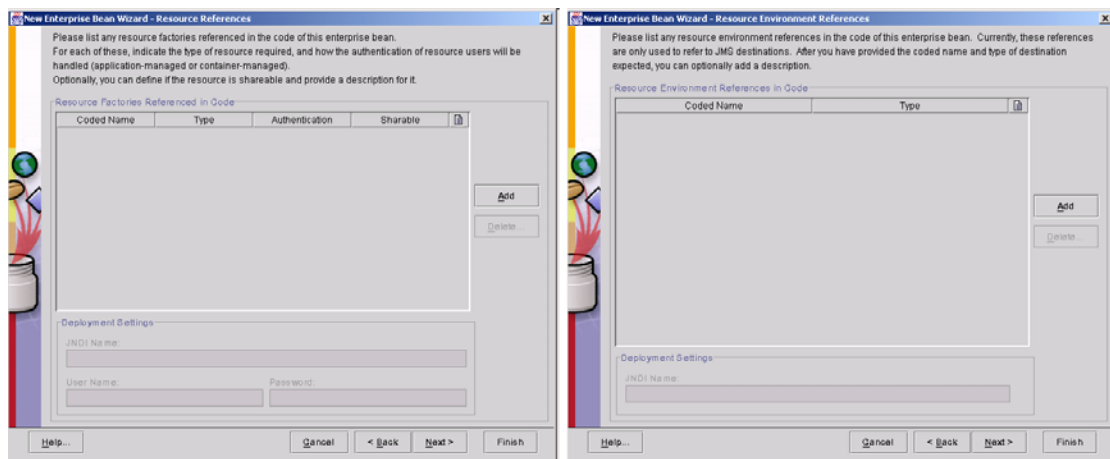 New Enterprise Bean Wizard - Resource References
Please list any resource factories referenced in the code of this enterprise bean.
For each of these, indicate the type of resource required, and how the authentication of resource users will be
handled (application-managed or container-managed).
Optionally, you can define if the resource is shareable and provide a description for it.
Resource Factories Referenced in Code
Coded Name Type Authentication Sharable
Add
Delete...
Deployment Settings
JNDI Name:
User Name: Password:
Help... Cancel < Back Next > Finish
New Enterprise Bean Wizard - Resource Environment References
Please list any resource environment references in the code of this enterprise bean. Currently, these references
are only used to refer to JMS destinations. After you have provided the coded name and type of destination
expected, you can optionally add a description.
Resource Environment References in Code
Coded Name Type
Add
Delete...
Deployment Settings
JNDI Name:
Help... Cancel < Back Next > Finish